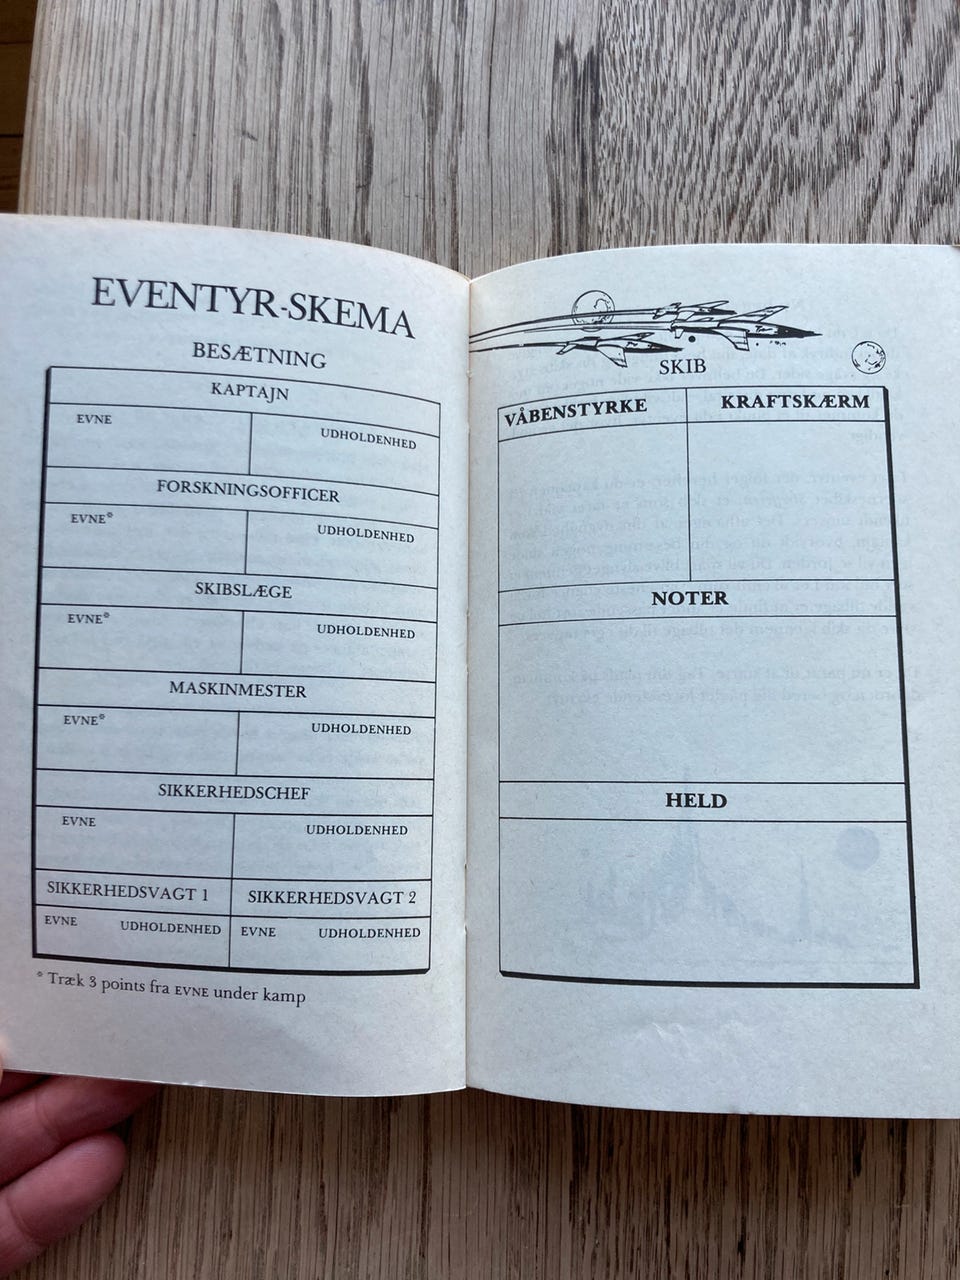 EVENTYR-SKEMA
BESÆTNING
KAPTAJN
EVNE
UDHOLDENHED
FORSKNINGSOFFICER
EVNE*
UDHOLDENHED
SKIBSLÆGE
EVNE*
UDHOLDENHED
MASKINMESTER
EVNE*
UDHOLDENHED
SIKKERHEDSCHEF
EVNE
UDHOLDENHED
SIKKERHEDSVAGT 1
SIKKERHEDSVAGT 2
EVNE UDHOLDENHED
EVNE UDHOLDENHED
* Træk 3 points fra EVNE under kamp
SKIB
VÅBENSTYRKE
KRAFTSKÆRM
NOTER
HELD